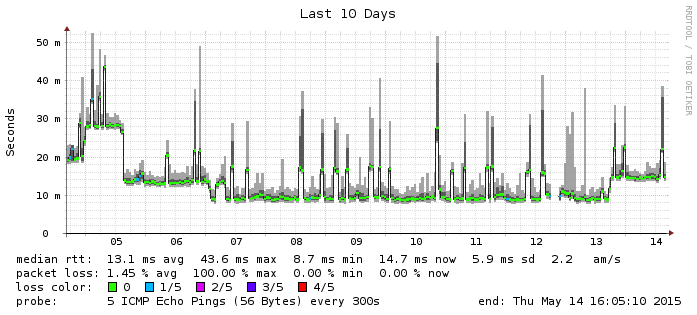 Last 10 Days
RRDTOOL / TOBI OETIKER
Seconds
50 m
40 m
30 m
20 m
10 m
0
05 06 07 08 09 10 11 12 13 14
median rtt: 13.1 ms avg 43.6 ms max 8.7 ms min 14.7 ms now 5.9 ms sd 2.2 am/s
packet loss: 1.45 % avg 100.00 % max 0.00 % min 0.00 % now
loss color: 0 1/5 2/5 3/5 4/5
probe: 5 ICMP Echo Pings (56 Bytes) every 300s end: Thu May 14 16:05:10 2015